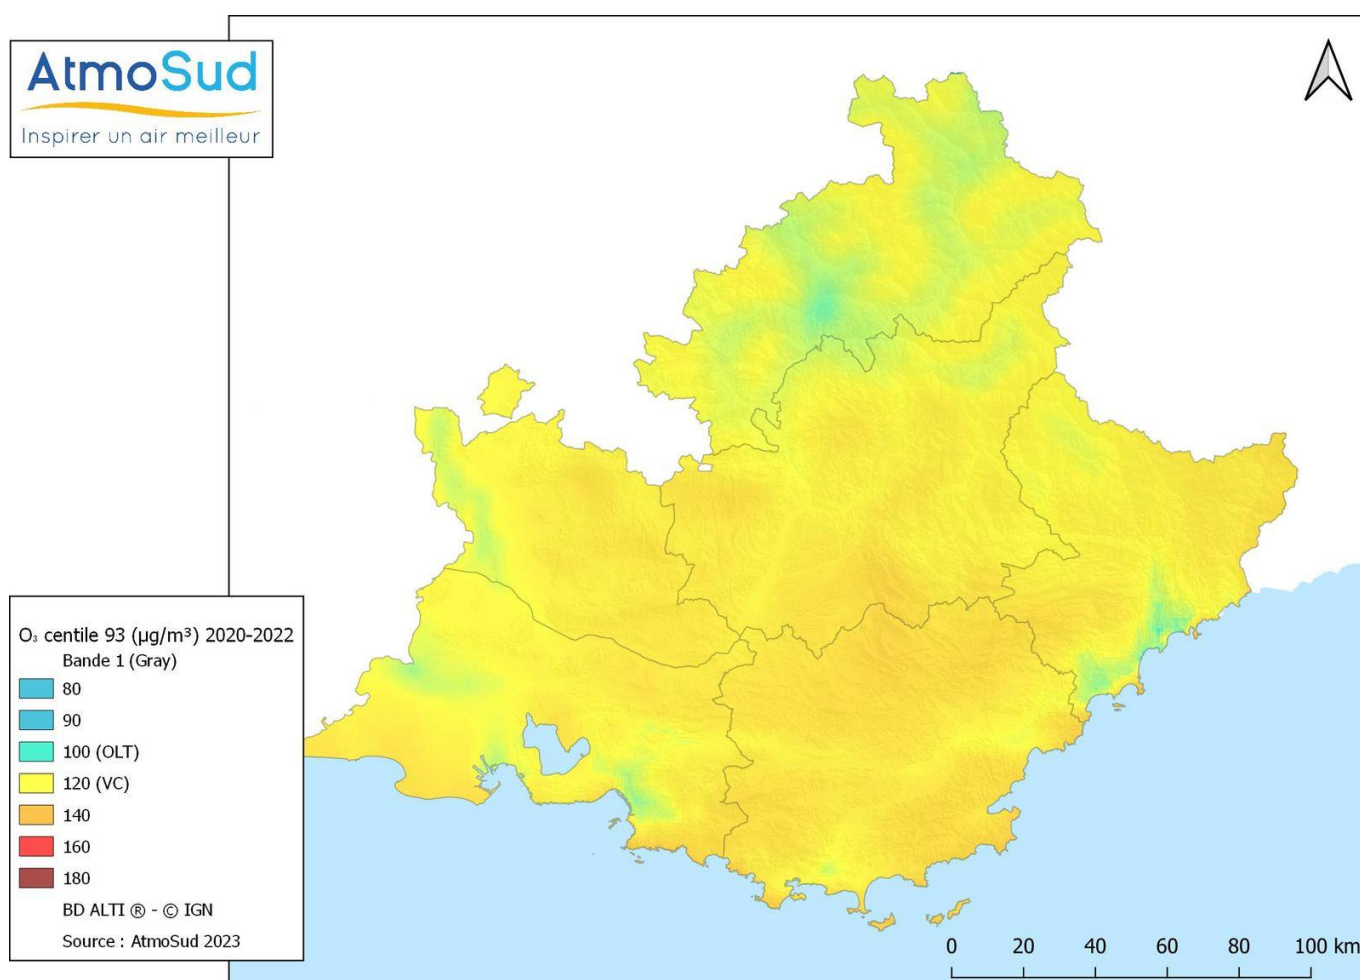 AtmoSud
Inspirer un air meilleur
O₃ centile 93 (µg/m³) 2020-2022
Bande 1 (Gray)
80
90
100 (OLT)
120 (VC)
140
160
180
BD ALTI ® - © IGN
Source : AtmoSud 2023
0 20 40 60 80 100 km